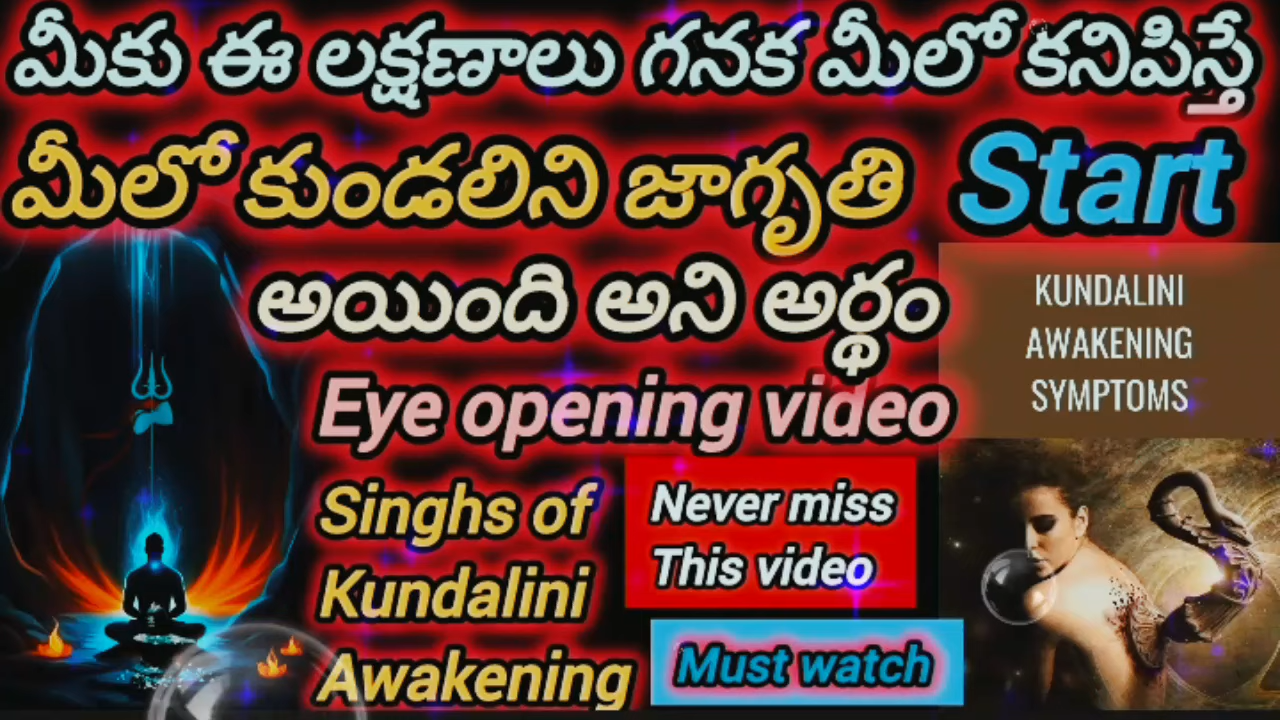 మీకు ఈ లక్షణాలు గనక మీలో కనిపిస్తే
మీలో కుండలిని జాగృతి Start
అయింది అని అర్థం
KUNDALINI
AWAKENING
SYMPTOMS
Eye opening video
Singhs of
Kundalini
Awakening
Never miss
This video
Must watch